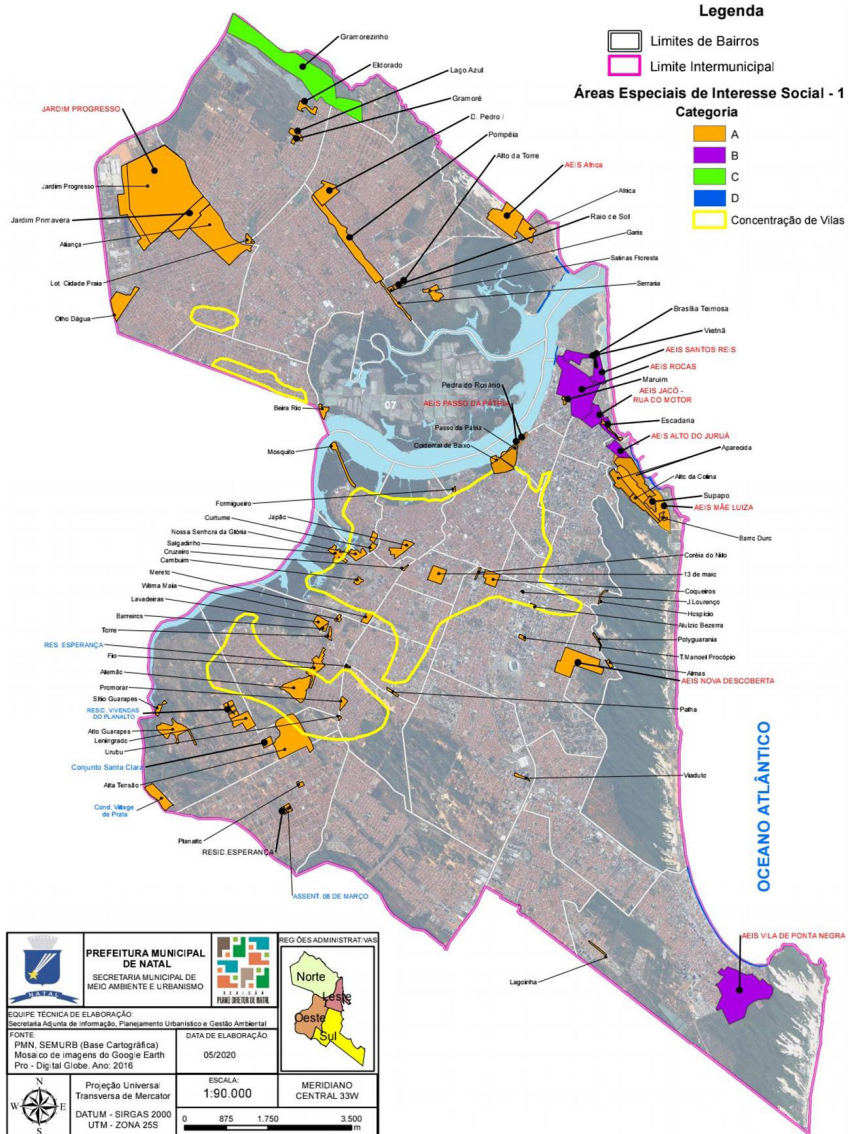 Legenda
Limites de Bairros
Limite Intermunicipal
Áreas Especiais de Interesse Social - 1
Categoria
A
B
C
D
Concentração de Vilas
Gramorezinho
Eldorado
Lago Azul
Gramoré
D. Pedro I
Pompéia
Alto da Torre
JARDIM PROGRESSO
AEIS Africa
Africa
Raio de Sol
Garis
Salinas Floresta
Serraria
Jardim Progresso
Jardim Primavera
Aliança
Lot. Cidade Praia
Olho Dágua
Brasília Teimosa
Vietnã
AEIS SANTOS REIS
AEIS ROCAS
Maruim
AEIS JACÓ -
RUA DO MOTOR
Escadaria
AEIS ALTO DO JURUÁ
Aparecida
Alto da Colina
Supapo
AEIS MÃE LUIZA
Barro Duro
07
Pedra do Rosário
AEIS PASSO DA PÁTRIA
Passo da Pátria
Ocidental de Baixo
Beira Rio
Mosquito
Formigueiro
Japão
Curtume
Nossa Senhora da Glória
Salgadinho
Cruzeiro
Cambuim
Mereto
Wilma Maia
Lavadeiras
Barreiros
Torre
RES. ESPERANÇA
Fio
Alemão
Promorar
Sítio Guarapes
RESID. VIVENDAS
DO PLANALTO
Alto Guarapes
Leningrado
Urubu
Conjunto Santa Clara
Alta Tensão
Cond. Village
de Prata
Planalto
RESID.ESPERANÇA
ASSENT. 08 DE MARÇO
Coréia do Nilo
13 de maio
Coqueiros
J.Lourenço
Hospício
Aluízio Bezerra
Potyguarania
T.Manoel Procópio
Almas
AEIS NOVA DESCOBERTA
Patha
Viaduto
OCEANO ATLÂNTICO
AEIS VILA DE PONTA NEGRA
Lagoinha
NATAL
PREFEITURA MUNICIPAL
DE NATAL
SECRETARIA MUNICIPAL DE
MEIO AMBIENTE E URBANISMO
REVISÃO
PLANO DIRETOR DE NATAL
REGIÕES ADMINISTRATIVAS
Norte
Leste
Oeste
Sul
EQUIPE TÉCNICA DE ELABORAÇÃO:
Secretaria Adjunta de Informação, Planejamento Urbanístico e Gestão Ambiental
FONTE:
PMN, SEMURB (Base Cartográfica)
Mosaico de imagens do Google Earth
Pro - Digital Globe. Ano: 2016
DATA DE ELABORAÇÃO:
05/2020
N
W E
S
Projeção Universal
Transversa de Mercator
DATUM - SIRGAS 2000
UTM - ZONA 25S
ESCALA:
1:90.000
MERIDIANO
CENTRAL 33W
0 875 1.750 3.500
m